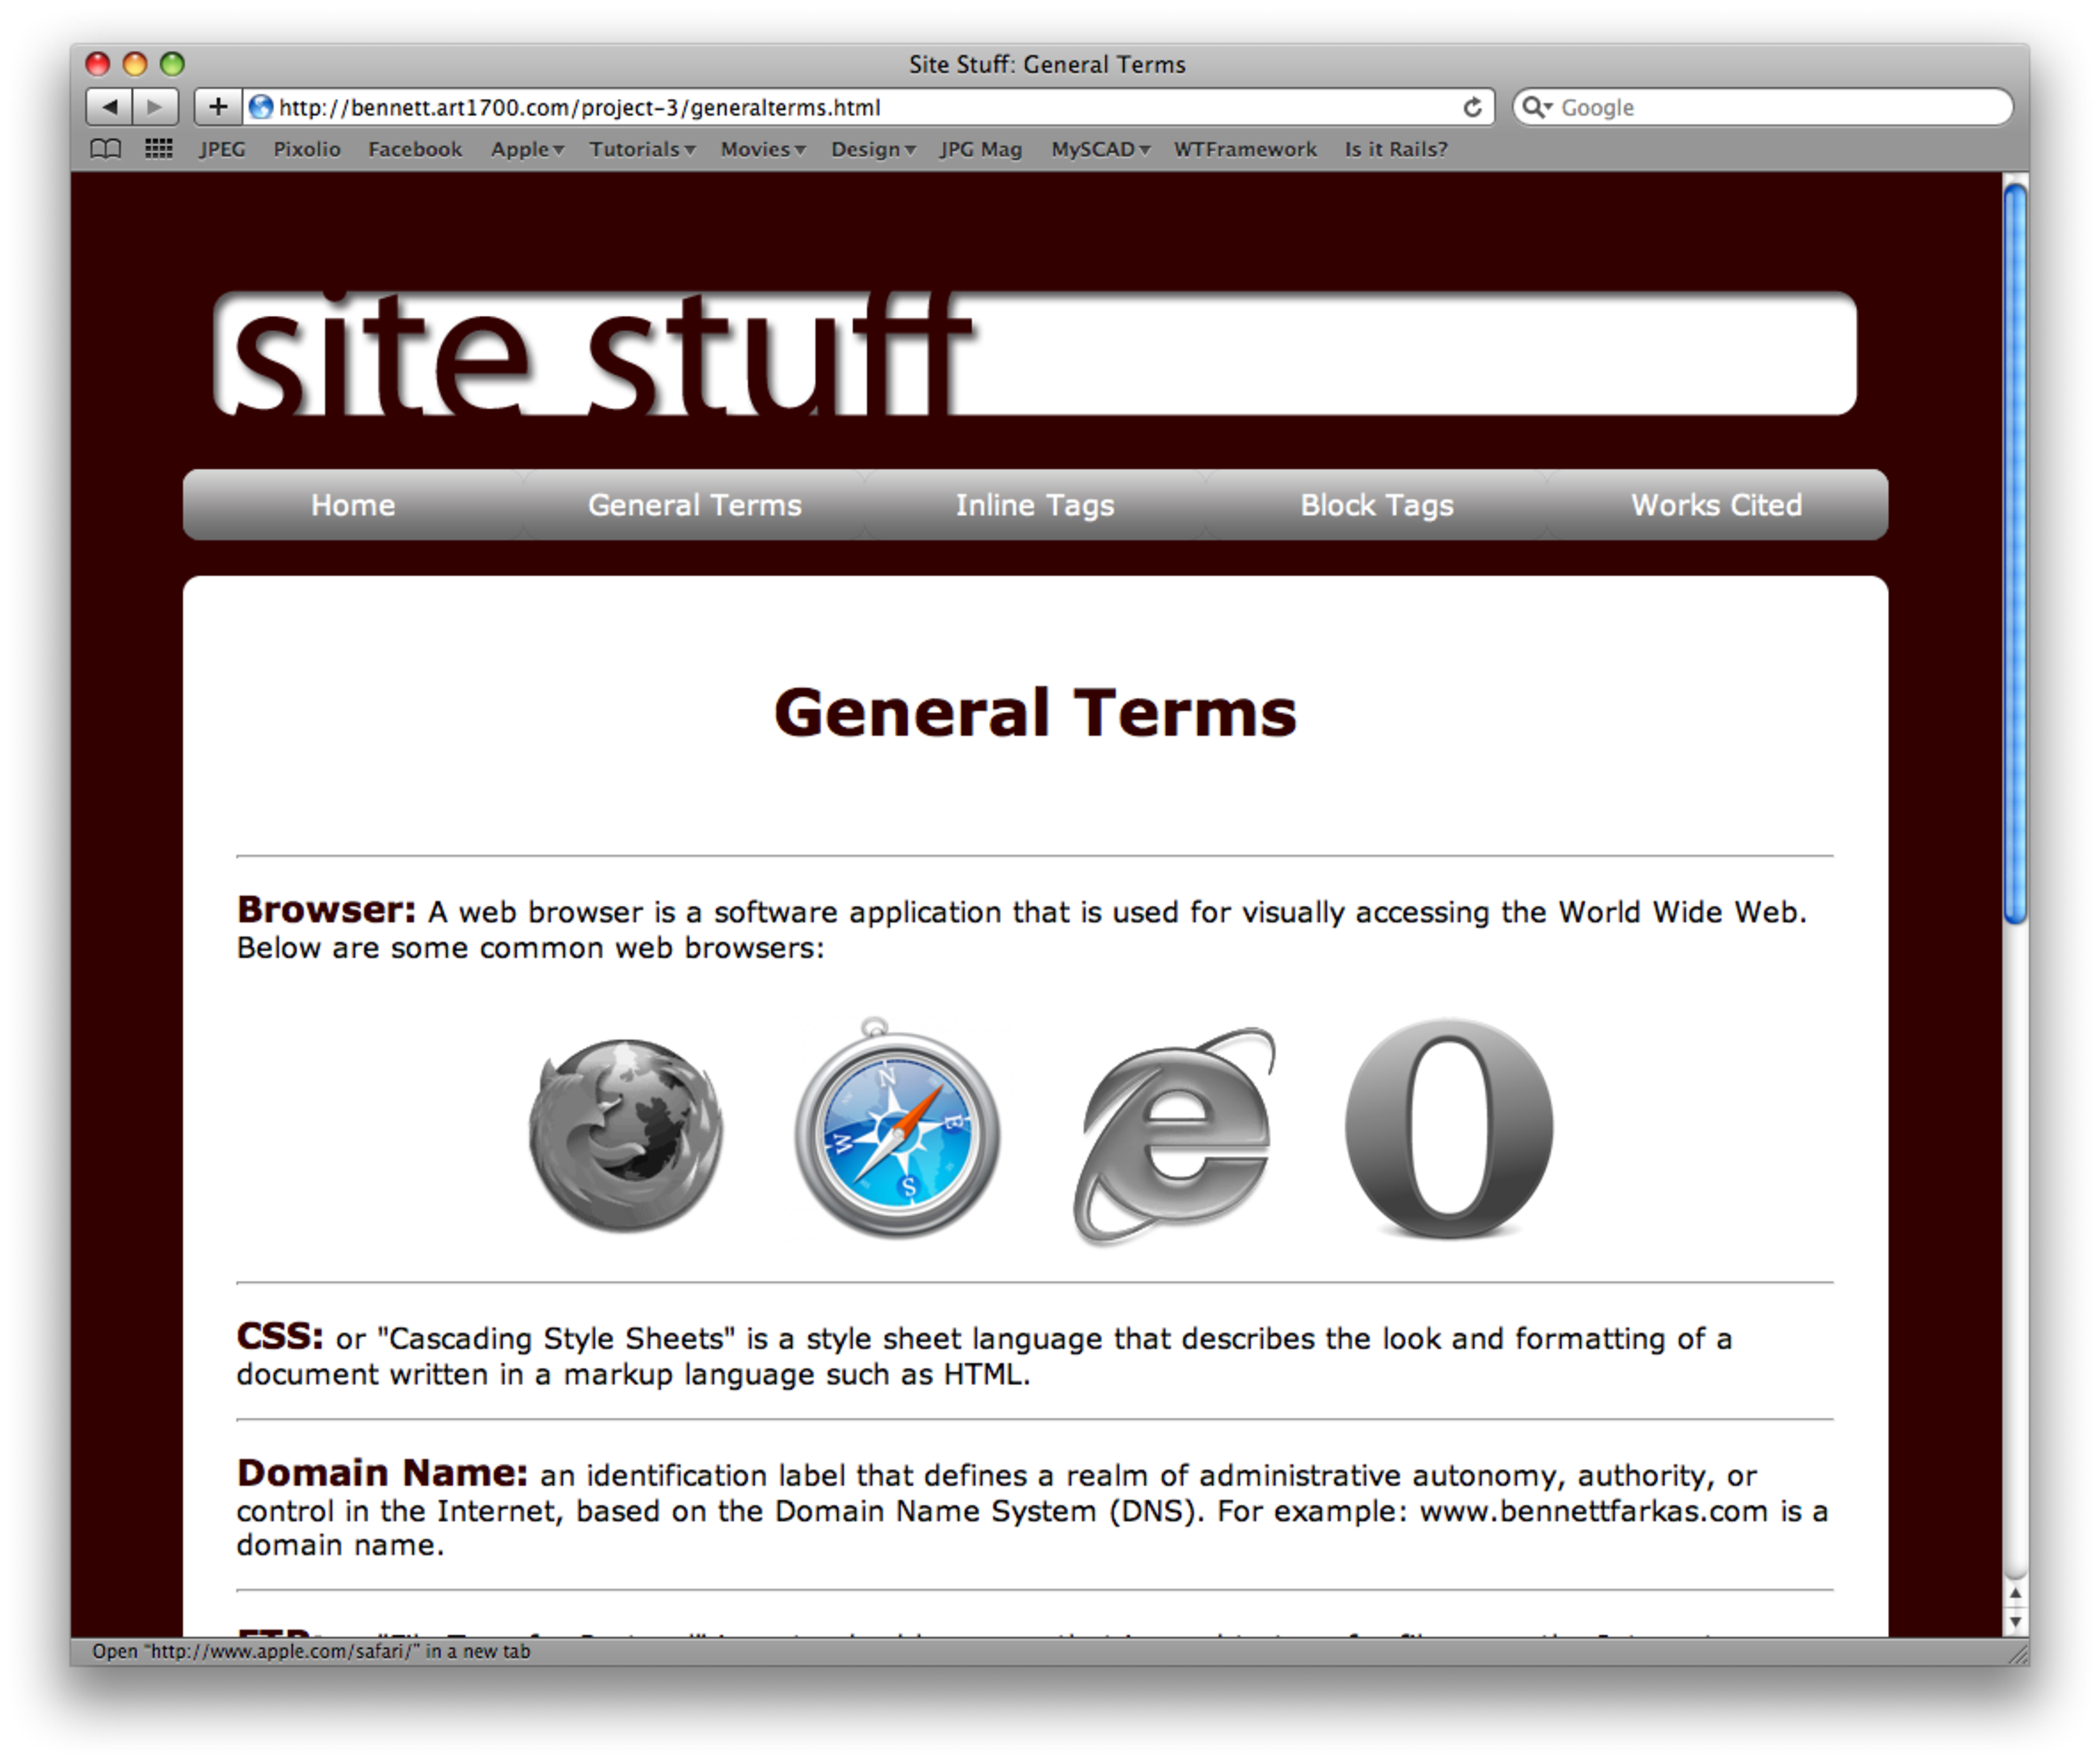 Site Stuff: General Terms
http://bennett.art1700.com/project-3/generalterms.html
Google
JPEG Pixolio Facebook Apple Tutorials Movies Design JPG Mag MySCAD WTFramework Is it Rails?
site stuff
Home General Terms Inline Tags Block Tags Works Cited
General Terms
Browser: A web browser is a software application that is used for visually accessing the World Wide Web.
Below are some common web browsers:
N
W E
S
e
O
CSS: or "Cascading Style Sheets" is a style sheet language that describes the look and formatting of a
document written in a markup language such as HTML.
Domain Name: an identification label that defines a realm of administrative autonomy, authority, or
control in the Internet, based on the Domain Name System (DNS). For example: www.bennettfarkas.com is a
domain name.
Open “http://www.apple.com/safari/” in a new tab